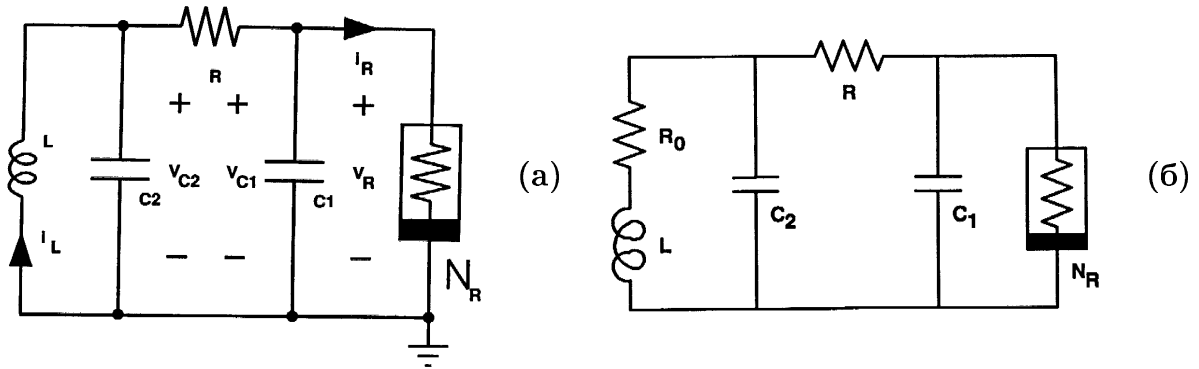 R
I_R
L
+ + +
V_C2 V_C1 V_R
C2 C1
I_L
− − −
N_R
(а)
R
R_0
C_2 C_1
L
N_R
(б)